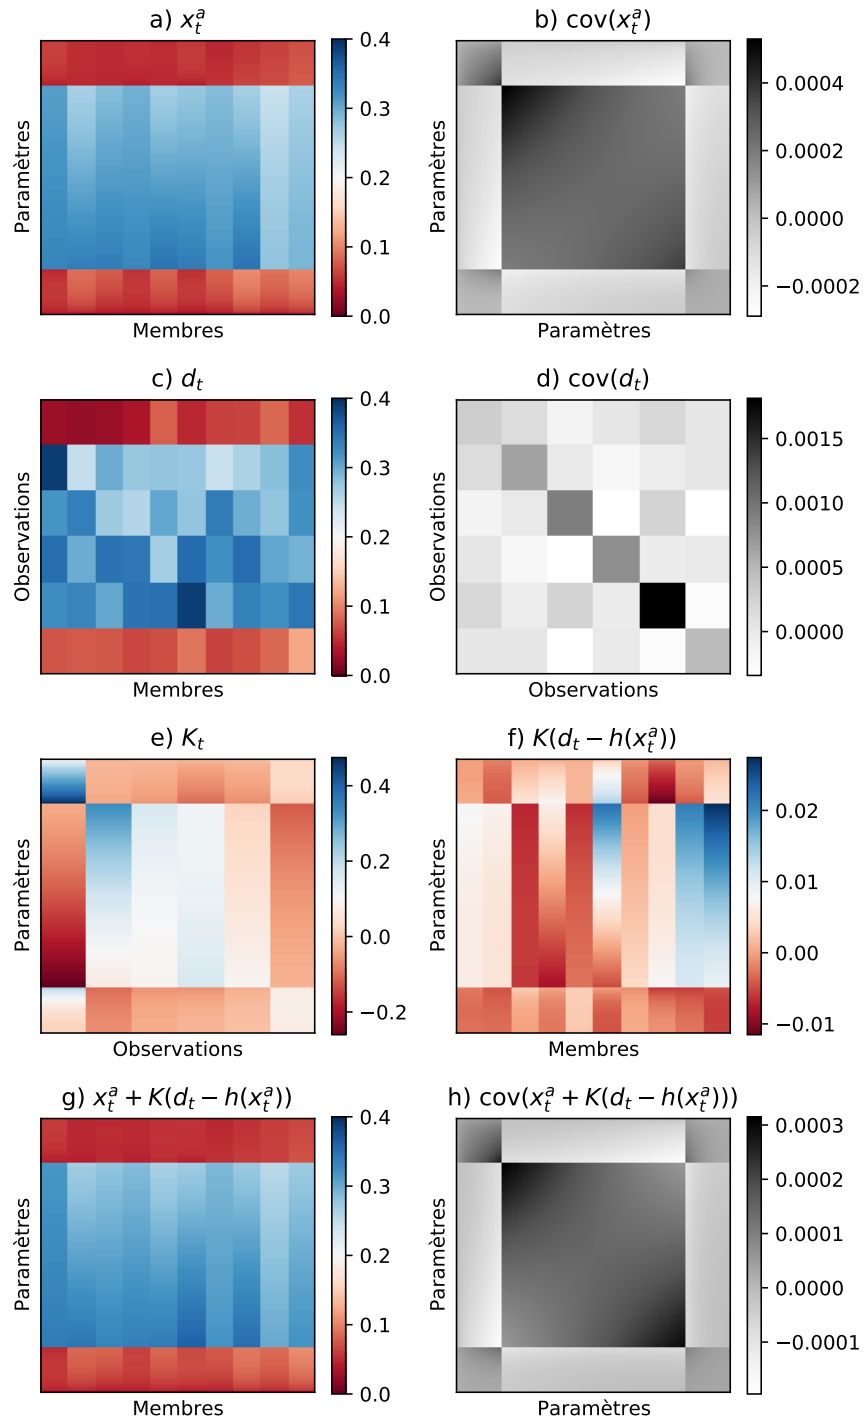 a) $x_t^a$
b) cov($x_t^a$)
Paramètres
0.4
0.3
0.2
0.1
0.0
Membres
Paramètres
0.0004
0.0002
0.0000
−0.0002
Paramètres
c) $d_t$
d) cov($d_t$)
Observations
0.4
0.3
0.2
0.1
0.0
Membres
Observations
0.0015
0.0010
0.0005
0.0000
Observations
e) $K_t$
f) $K(d_t - h(x_t^a))$
Paramètres
0.4
0.2
0.0
−0.2
Observations
Paramètres
0.02
0.01
0.00
−0.01
Membres
g) $x_t^a + K(d_t - h(x_t^a))$
h) cov($x_t^a + K(d_t - h(x_t^a))$)
Paramètres
0.4
0.3
0.2
0.1
0.0
Membres
Paramètres
0.0003
0.0002
0.0001
0.0000
−0.0001
Paramètres